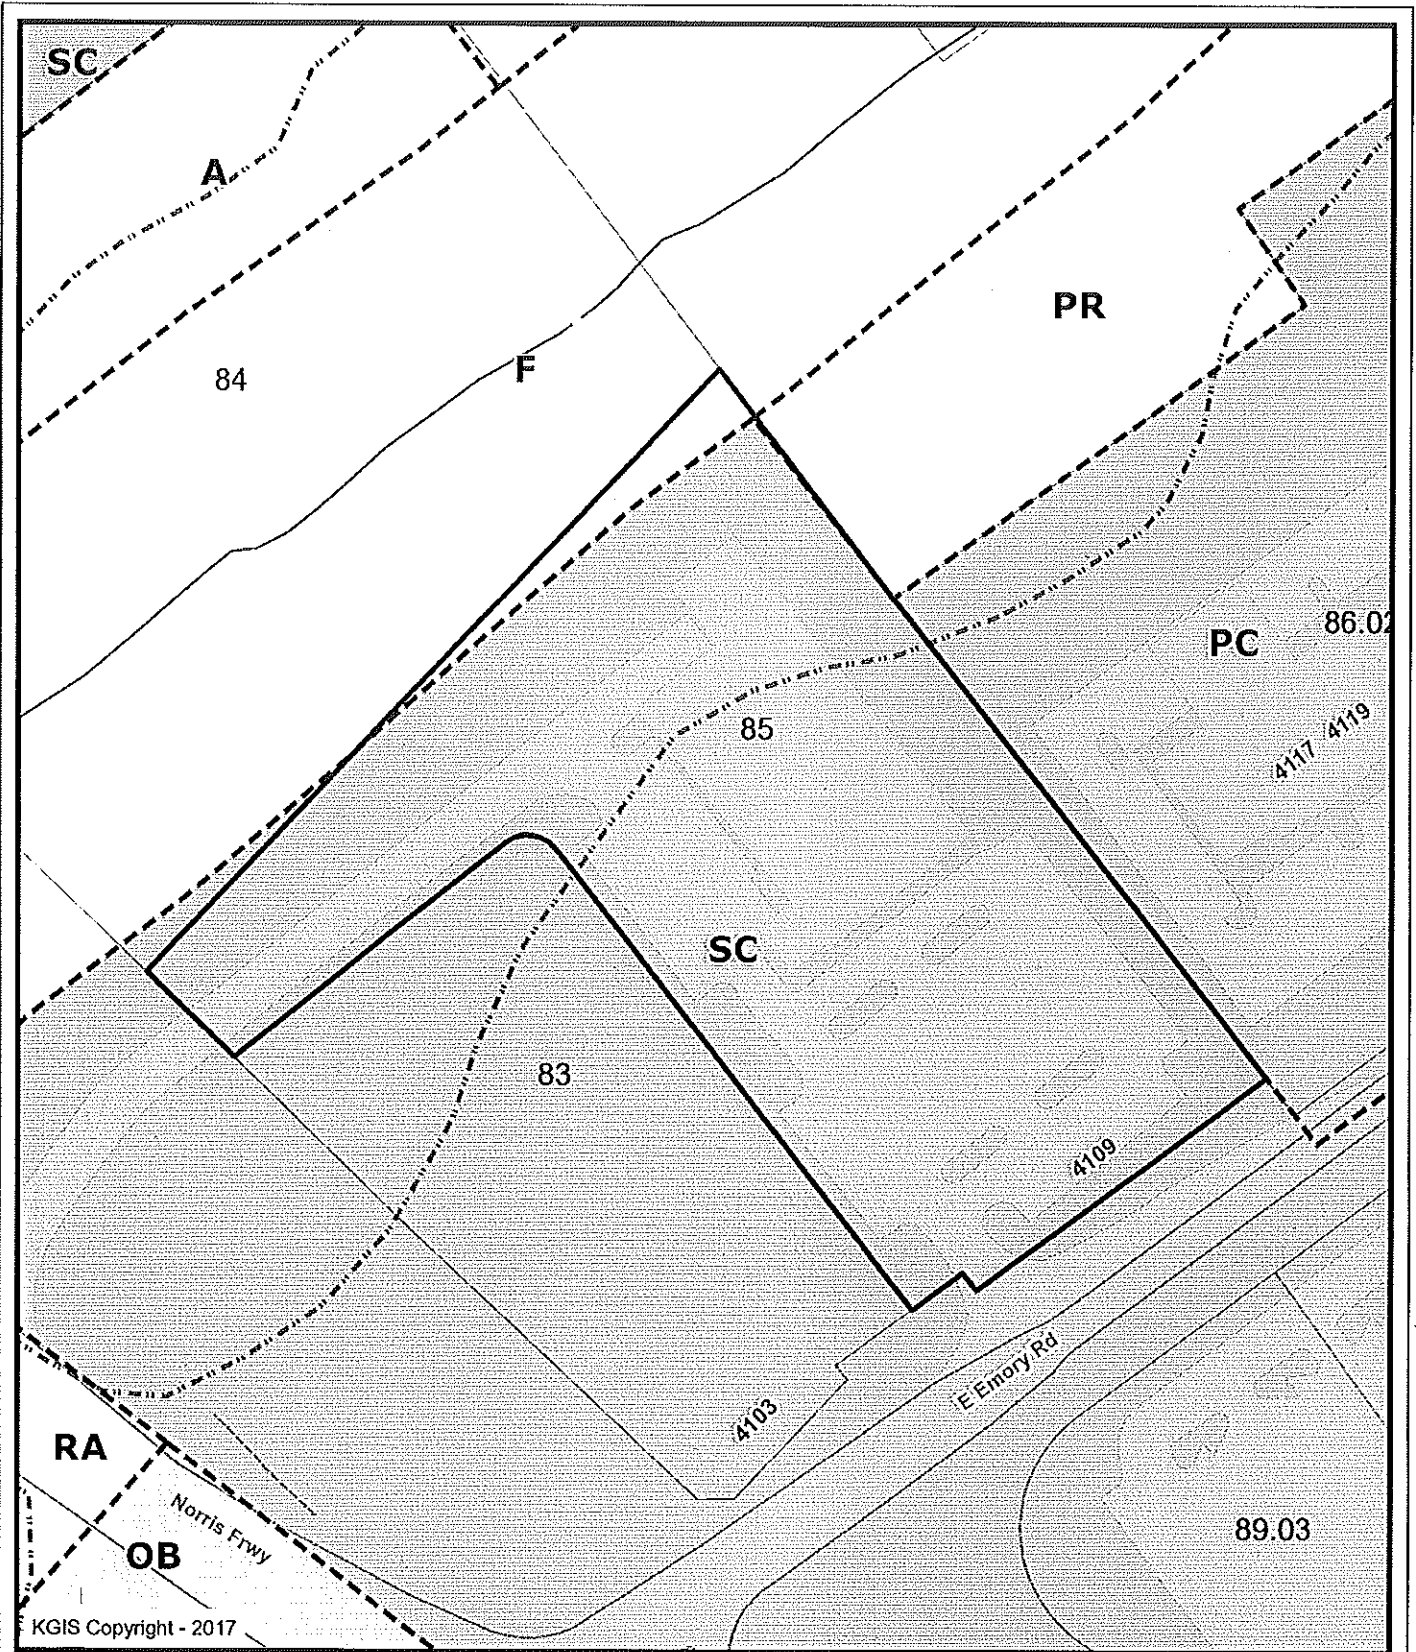 SC
A
PR
84
F
86.02
PC
85
4119
4117
SC
83
4109
E Emory Rd
4103
RA
Norris Frwy
89.03
OB
KGIS Copyright - 2017